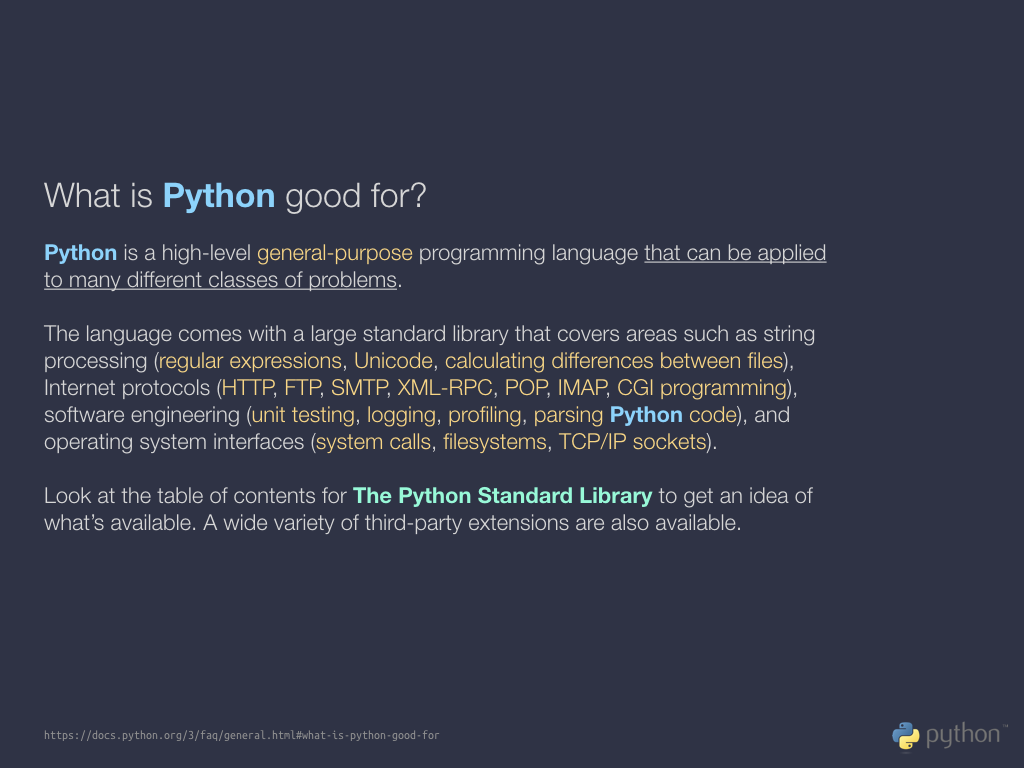 What is Python good for?
Python is a high-level general-purpose programming language that can be applied
to many different classes of problems.
The language comes with a large standard library that covers areas such as string
processing (regular expressions, Unicode, calculating differences between files),
Internet protocols (HTTP, FTP, SMTP, XML-RPC, POP, IMAP, CGI programming),
software engineering (unit testing, logging, profiling, parsing Python code), and
operating system interfaces (system calls, filesystems, TCP/IP sockets).
Look at the table of contents for The Python Standard Library to get an idea of
what’s available. A wide variety of third-party extensions are also available.
https://docs.python.org/3/faq/general.html#what-is-python-good-for
python™